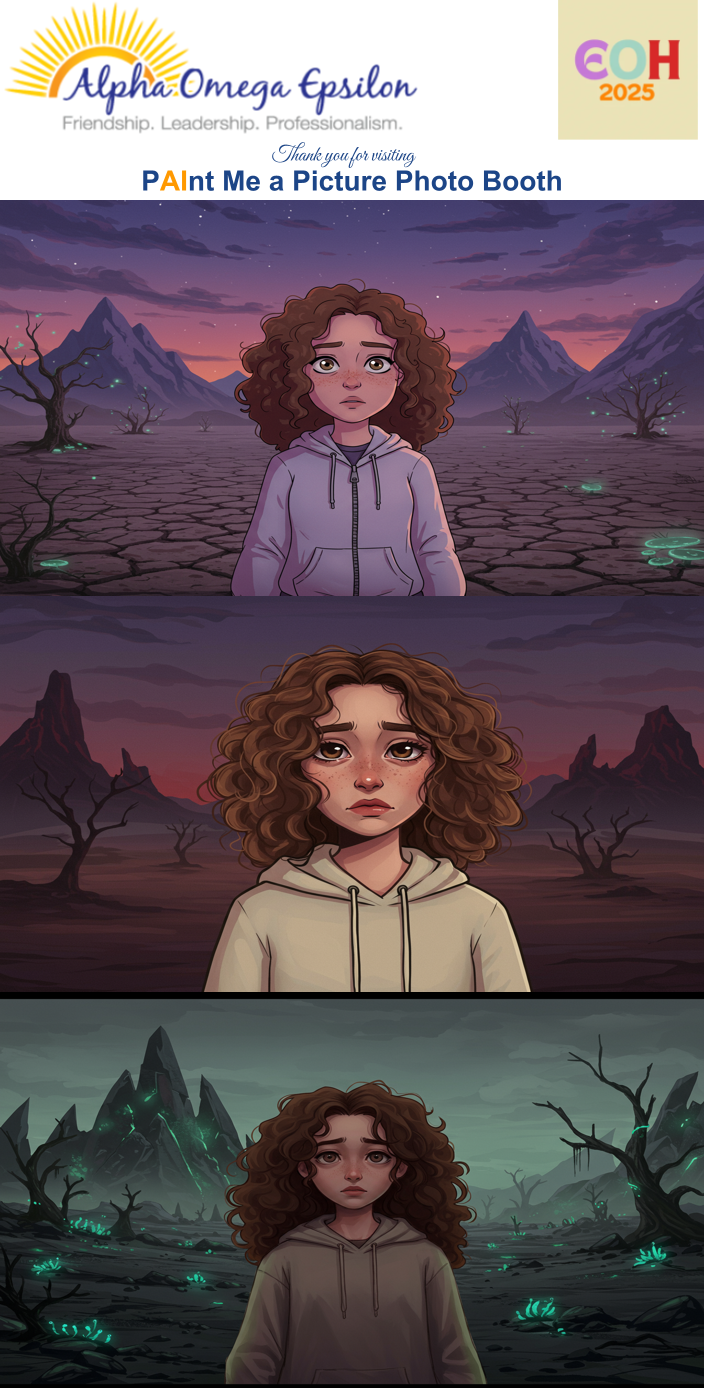 Alpha Omega Epsilon
Friendship. Leadership. Professionalism.
EOH
2025
Thank you for visiting
PAInt Me a Picture Photo Booth